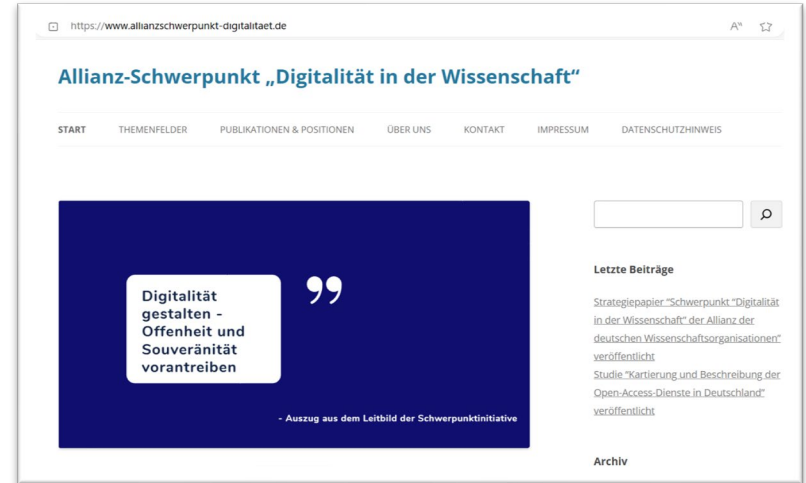 https://www.allianzschwerpunkt-digitalitaet.de
Allianz-Schwerpunkt „Digitalität in der Wissenschaft“
START THEMENFELDER PUBLIKATIONEN & POSITIONEN ÜBER UNS KONTAKT IMPRESSUM DATENSCHUTZHINWEIS
Digitalität
gestalten -
Offenheit und
Souveränität
vorantreiben
- Auszug aus dem Leitbild der Schwerpunktinitiative
Letzte Beiträge
Strategiepapier “Schwerpunkt “Digitalität
in der Wissenschaft” der Allianz der
deutschen Wissenschaftsorganisationen”
veröffentlicht
Studie “Kartierung und Beschreibung der
Open-Access-Dienste in Deutschland”
veröffentlicht
Archiv